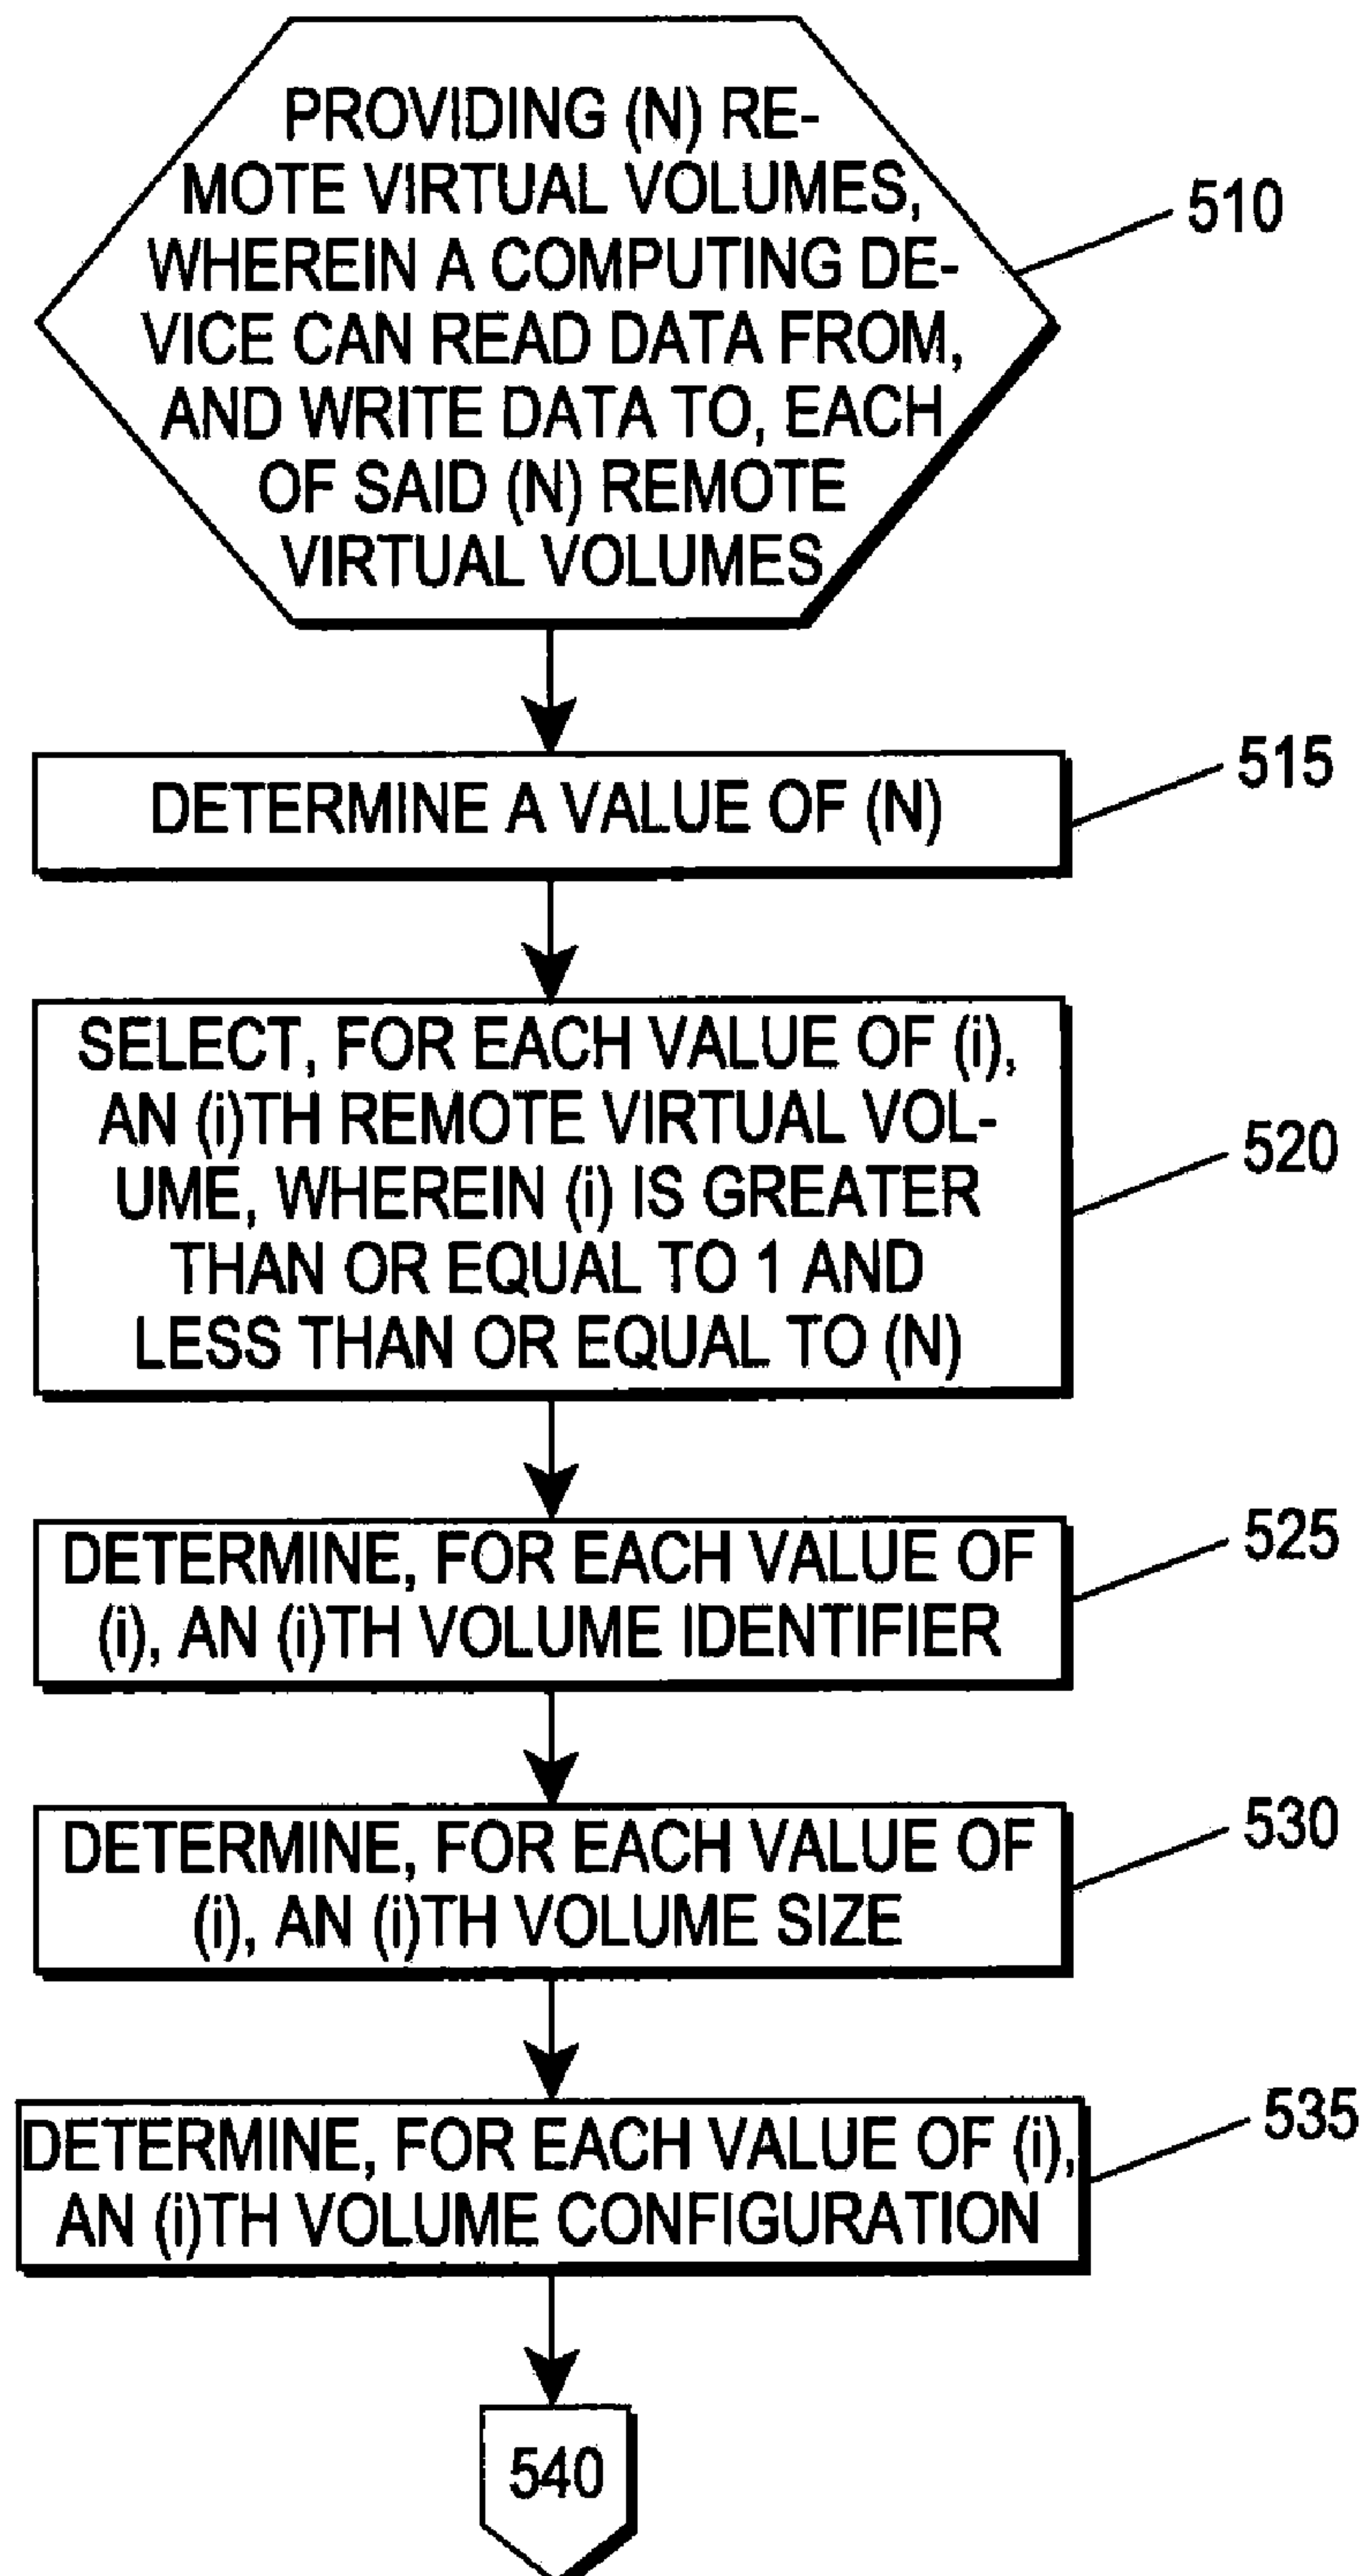 PROVIDING (N) RE-
MOTE VIRTUAL VOLUMES,
WHEREIN A COMPUTING DE-
VICE CAN READ DATA FROM,
AND WRITE DATA TO, EACH
OF SAID (N) REMOTE
VIRTUAL VOLUMES
510
DETERMINE A VALUE OF (N)
515
SELECT, FOR EACH VALUE OF (i),
AN (i)TH REMOTE VIRTUAL VOL-
UME, WHEREIN (i) IS GREATER
THAN OR EQUAL TO 1 AND
LESS THAN OR EQUAL TO (N)
520
DETERMINE, FOR EACH VALUE OF
(i), AN (i)TH VOLUME IDENTIFIER
525
DETERMINE, FOR EACH VALUE OF
(i), AN (i)TH VOLUME SIZE
530
DETERMINE, FOR EACH VALUE OF (i),
AN (i)TH VOLUME CONFIGURATION
535
540